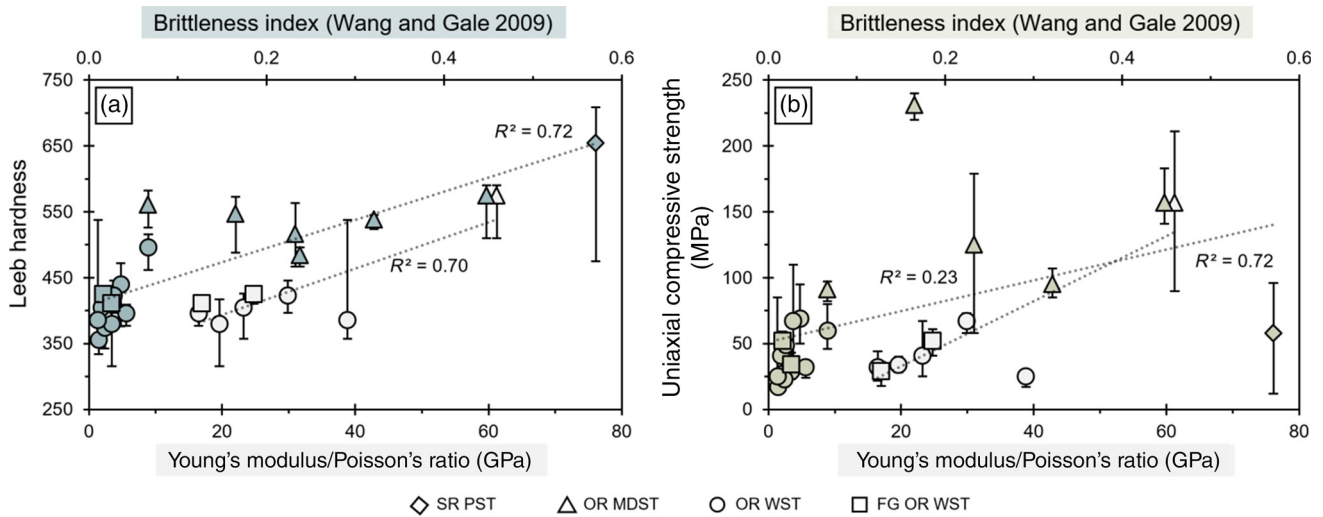 Brittleness index (Wang and Gale 2009)
0.0 0.2 0.4 0.6
750
650
550
450
350
250
Leeb hardness
(a)
R² = 0.72
R² = 0.70
0 20 40 60 80
Young's modulus/Poisson's ratio (GPa)
Brittleness index (Wang and Gale 2009)
0.0 0.2 0.4 0.6
250
200
150
100
50
0
Uniaxial compressive strength
(MPa)
(b)
R² = 0.23
R² = 0.72
0 20 40 60 80
Young's modulus/Poisson's ratio (GPa)
SR PST OR MDST OR WST FG OR WST